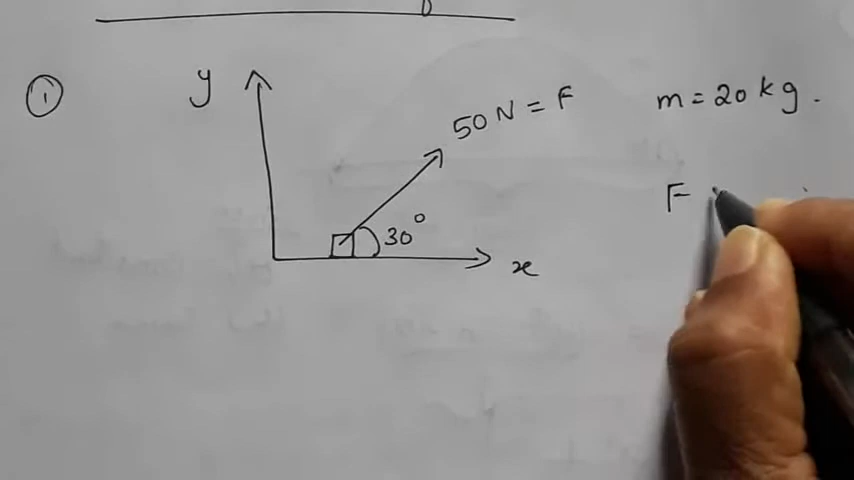 ①
y
50 N = F
m = 20 kg.
30°
F
x